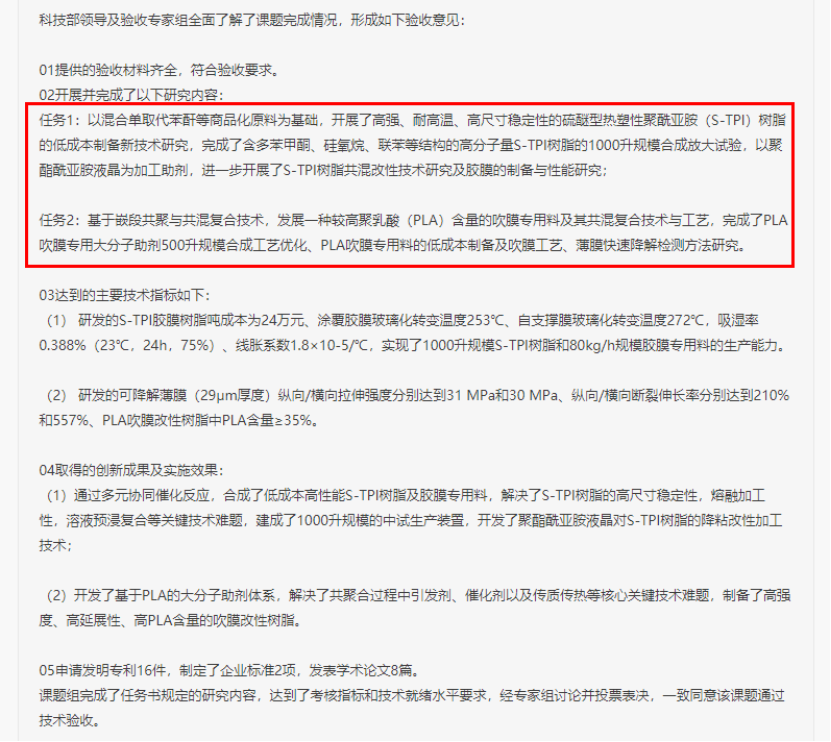 科技部领导及验收专家组全面了解了课题完成情况，形成如下验收意见：
01提供的验收材料齐全，符合验收要求。
02开展并完成了以下研究内容：
任务1：以混合单取代苯酐等商品化原料为基础，开展了高强、耐高温、高尺寸稳定性的硫醚型热塑性聚酰亚胺（S-TPI）树脂
的低成本制备新技术研究，完成了含多苯甲酮、硅氧烷、联苯等结构的高分子量S-TPI树脂的1000升规模合成放大试验，以聚
酯酰亚胺液晶为加工助剂，进一步开展了S-TPI树脂共混改性技术研究及胶膜的制备与性能研究；
任务2：基于嵌段共聚与共混复合技术，发展一种较高聚乳酸（PLA）含量的吹膜专用料及其共混复合技术与工艺，完成了PLA
吹膜专用大分子助剂500升规模合成工艺优化、PLA吹膜专用料的低成本制备及吹膜工艺、薄膜快速降解检测方法研究。
03达到的主要技术指标如下：
（1） 研发的S-TPI胶膜树脂吨成本为24万元、涂覆胶膜玻璃化转变温度253℃、自支撑膜玻璃化转变温度272℃，吸湿率
0.388%（23℃，24h，75%）、线胀系数1.8×10-5/℃，实现了1000升规模S-TPI树脂和80kg/h规模胶膜专用料的生产能力。
（2） 研发的可降解薄膜（29μm厚度）纵向/横向拉伸强度分别达到31 MPa和30 MPa、纵向/横向断裂伸长率分别达到210%
和557%、PLA吹膜改性树脂中PLA含量≥35%。
04取得的创新成果及实施效果：
（1）通过多元协同催化反应，合成了低成本高性能S-TPI树脂及胶膜专用料，解决了S-TPI树脂的高尺寸稳定性，熔融加工
性，溶液预浸复合等关键技术难题，建成了1000升规模的中试生产装置，开发了聚酯酰亚胺液晶对S-TPI树脂的降粘改性加工
技术；
（2）开发了基于PLA的大分子助剂体系，解决了共聚合过程中引发剂、催化剂以及传质传热等核心关键技术难题，制备了高强
度、高延展性、高PLA含量的吹膜改性树脂。
05申请发明专利16件，制定了企业标准2项，发表学术论文8篇。
课题组完成了任务书规定的研究内容，达到了考核指标和技术就绪水平要求，经专家组讨论并投票表决，一致同意该课题通过
技术验收。